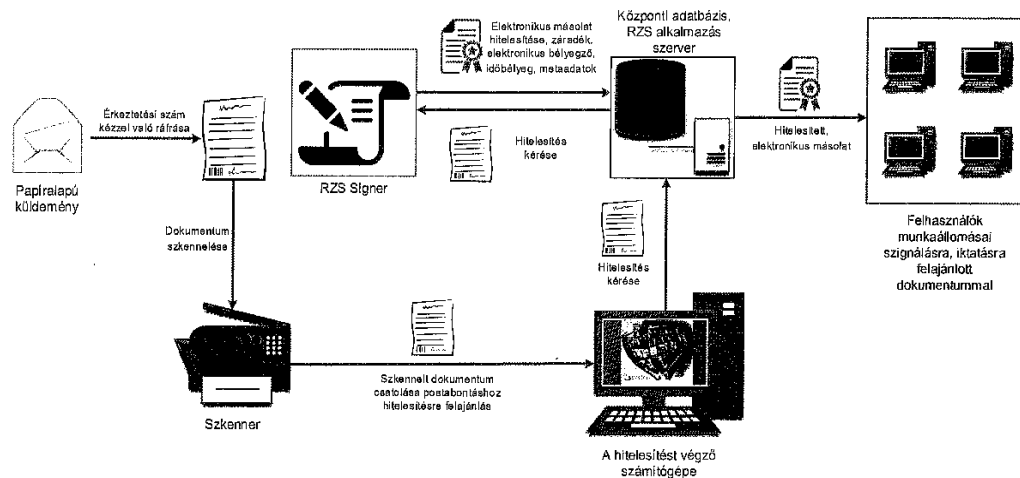 Elektronikus másolat
hitelesítése, záradék,
elektronikus bélyegző,
időbélyeg, metaadatok
Központi adatbázis,
RZS alkalmazás
szerver
Érkeztetési szám
kézzel való ráírása
Papíralapú
küldemény
RZS Signer
Hitelesítés
kérése
Hitelesített,
elektronikus másolat
Felhasználók
munkaállomásai
szignálásra, iktatásra
felajánlott
dokumentummal
Dokumentum
szkennelése
Hitelesítés
kérése
Szkennelt dokumentum
csatolása postabontáshoz
hitelesítésre felajánlás
Szkenner
A hitelesítést végző
számítógépe